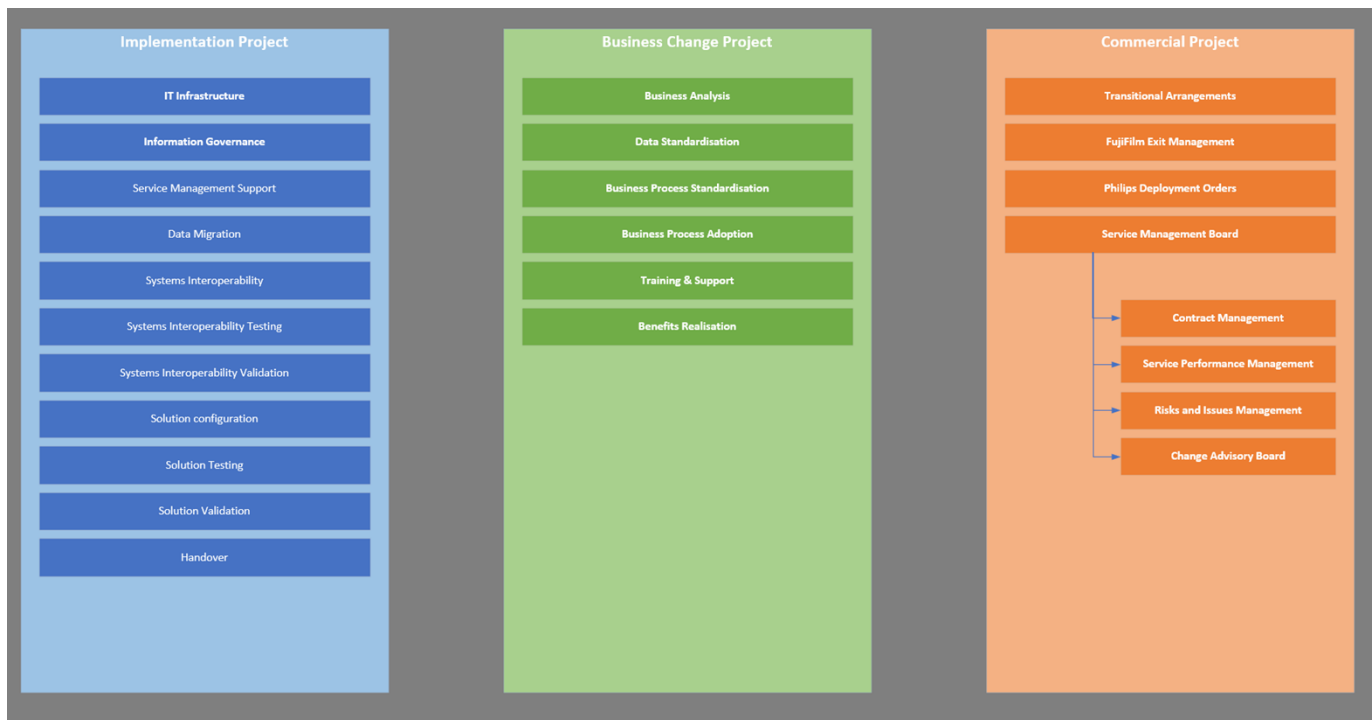 Implementation Project
IT Infrastructure
Information Governance
Service Management Support
Data Migration
Systems Interoperability
Systems Interoperability Testing
Systems Interoperability Validation
Solution configuration
Solution Testing
Solution Validation
Handover
Business Change Project
Business Analysis
Data Standardisation
Business Process Standardisation
Business Process Adoption
Training & Support
Benefits Realisation
Commercial Project
Transitional Arrangements
FujiFilm Exit Management
Philips Deployment Orders
Service Management Board
Contract Management
Service Performance Management
Risks and Issues Management
Change Advisory Board